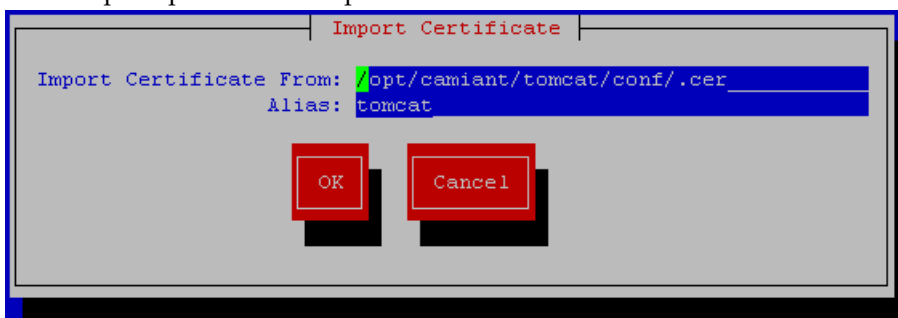 Import Certificate
Import Certificate From: /opt/camiant/tomcat/conf/.cer
Alias: tomcat
OK Cancel